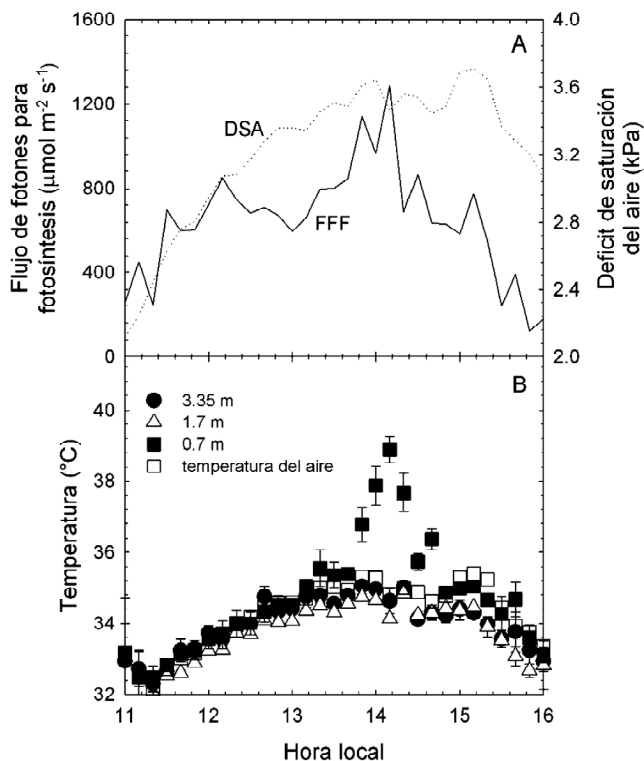 1600
4.0
A
1200
3.6
DSA
800
3.2
FFF
2.8
400
2.4
0
2.0
Flujo de fotones para
fotosíntesis (µmol m-2 s-1)
Deficit de saturación
del aire (kPa)
B
3.35 m
1.7 m
0.7 m
temperatura del aire
40
38
36
34
32
Temperatura (°C)
11 12 13 14 15 16
Hora local